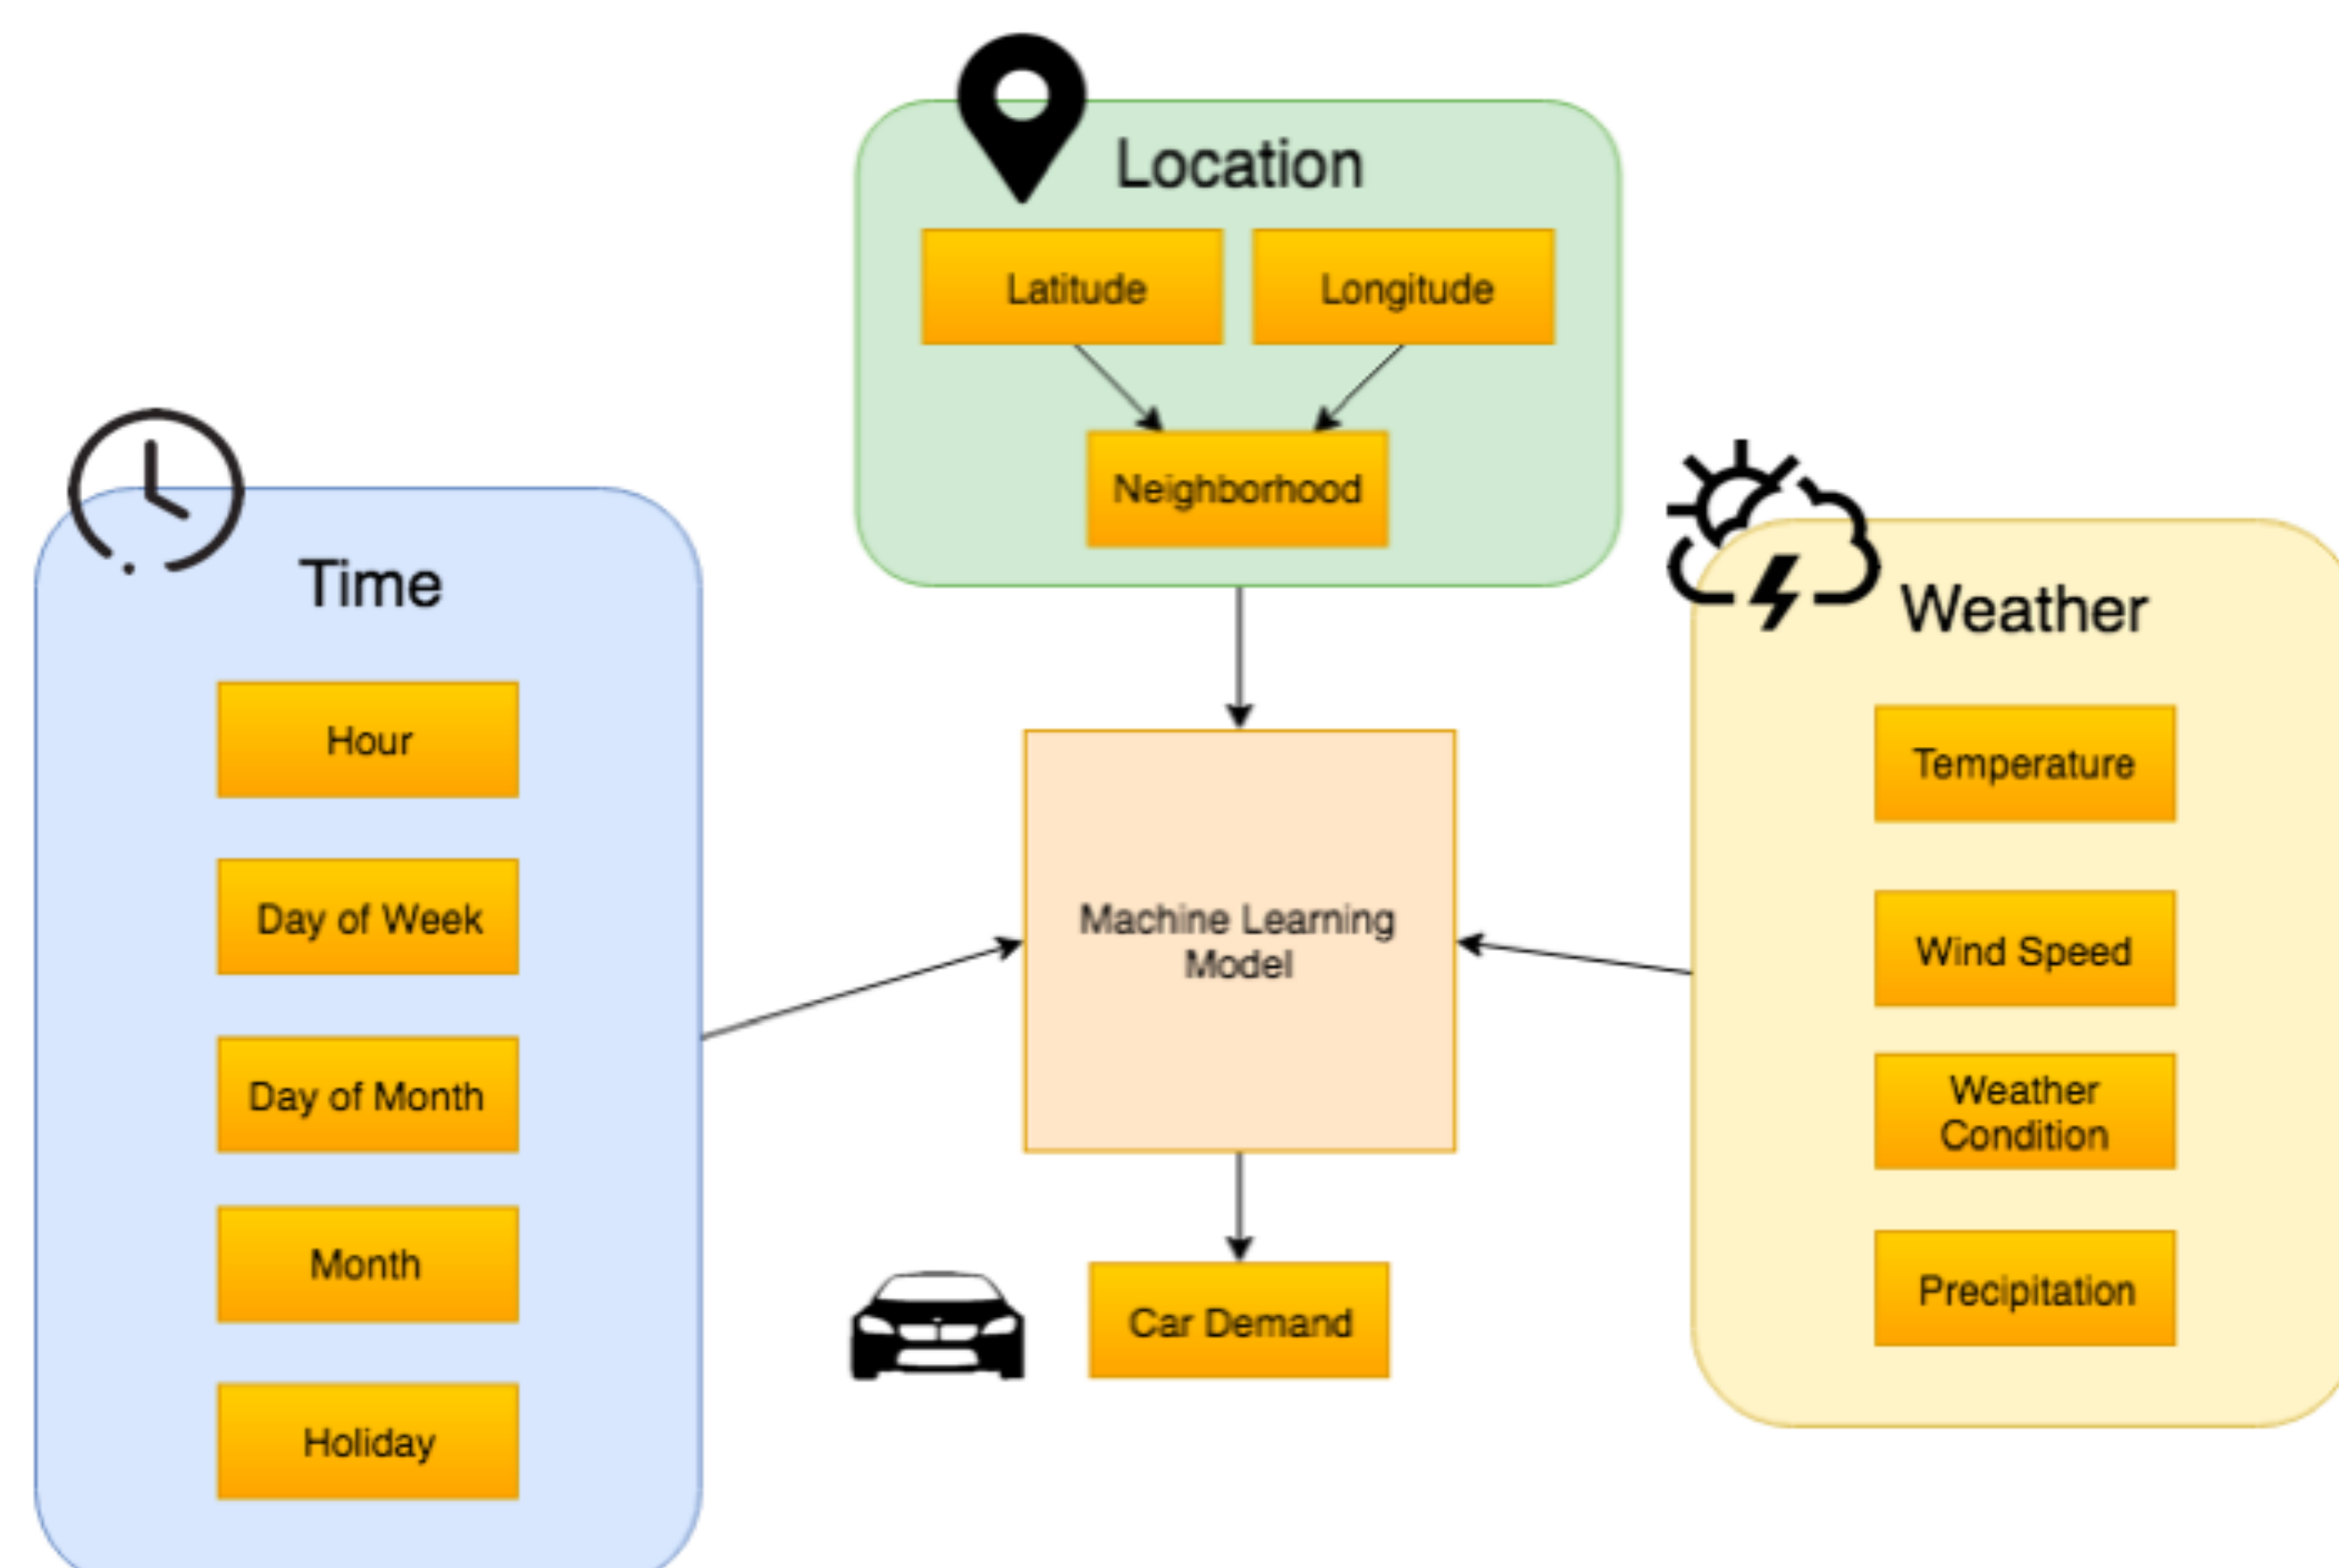 Location
Latitude
Longitude
Neighborhood
Time
Hour
Day of Week
Day of Month
Month
Holiday
Machine Learning
Model
Car Demand
Weather
Temperature
Wind Speed
Weather
Condition
Precipitation